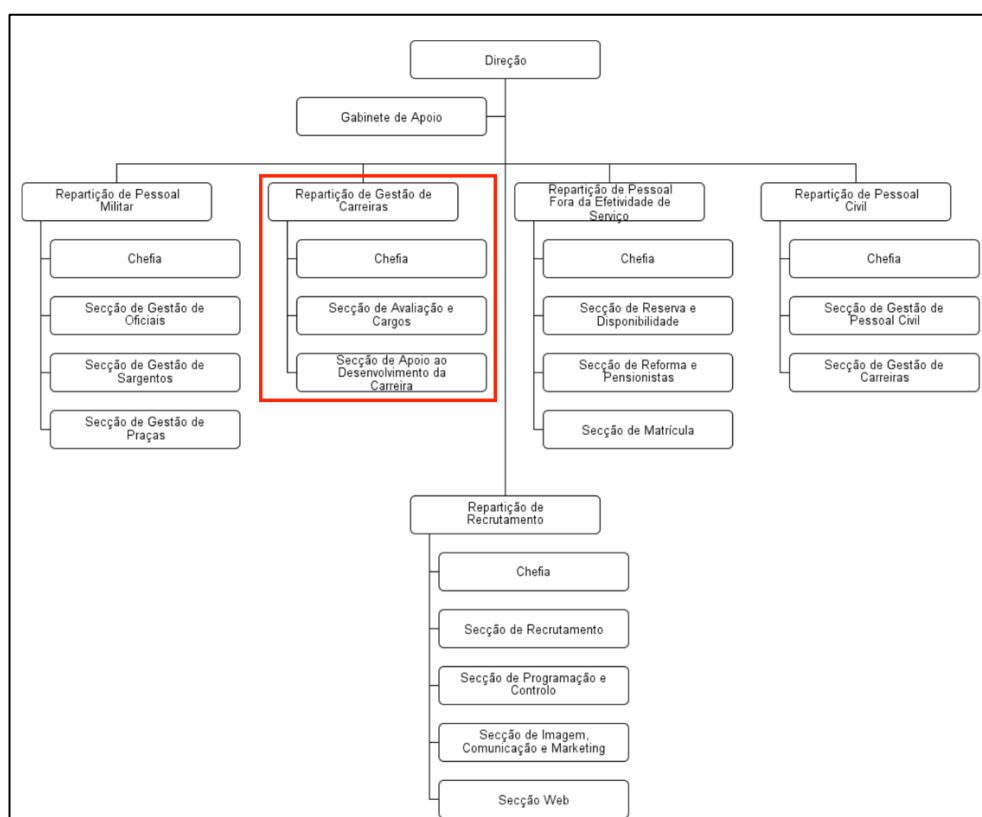 Direção
Gabinete de Apoio
Repartição de Pessoal
Militar
Chefia
Secção de Gestão de
Oficiais
Secção de Gestão de
Sargentos
Secção de Gestão de
Praças
Repartição de Gestão de
Carreiras
Chefia
Secção de Avaliação e
Cargos
Secção de Apoio ao
Desenvolvimento da
Carreira
Repartição de Pessoal
Fora da Efetividade de
Serviço
Chefia
Secção de Reserva e
Disponibilidade
Secção de Reforma e
Pensionistas
Secção de Matrícula
Repartição de Pessoal
Civil
Chefia
Secção de Gestão de
Pessoal Civil
Secção de Gestão de
Carreiras
Repartição de
Recrutamento
Chefia
Secção de Recrutamento
Secção de Programação e
Controlo
Secção de Imagem,
Comunicação e Marketing
Secção Web